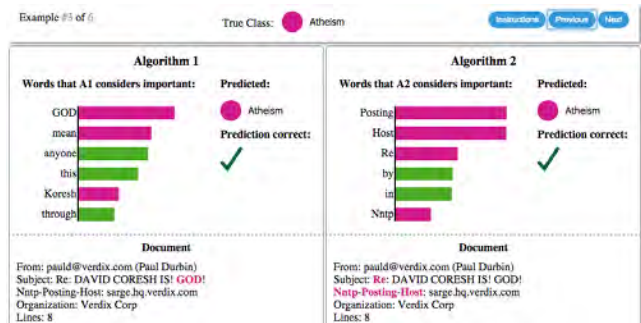 Example #3 of 6
True Class: Atheism
Instructions Previous Next
Algorithm 1
Words that A1 considers important:
Predicted:
GOD
mean
anyone
this
Koresh
through
Atheism
Prediction correct:
Document
From: pauld@verdix.com (Paul Durbin)
Subject: Re: DAVID CORESH IS! GOD!
Nntp-Posting-Host: sarge.hq.verdix.com
Organization: Verdix Corp
Lines: 8
Algorithm 2
Words that A2 considers important:
Predicted:
Posting
Host
Re
by
in
Nntp
Atheism
Prediction correct:
Document
From: pauld@verdix.com (Paul Durbin)
Subject: Re: DAVID CORESH IS! GOD!
Nntp-Posting-Host: sarge.hq.verdix.com
Organization: Verdix Corp
Lines: 8